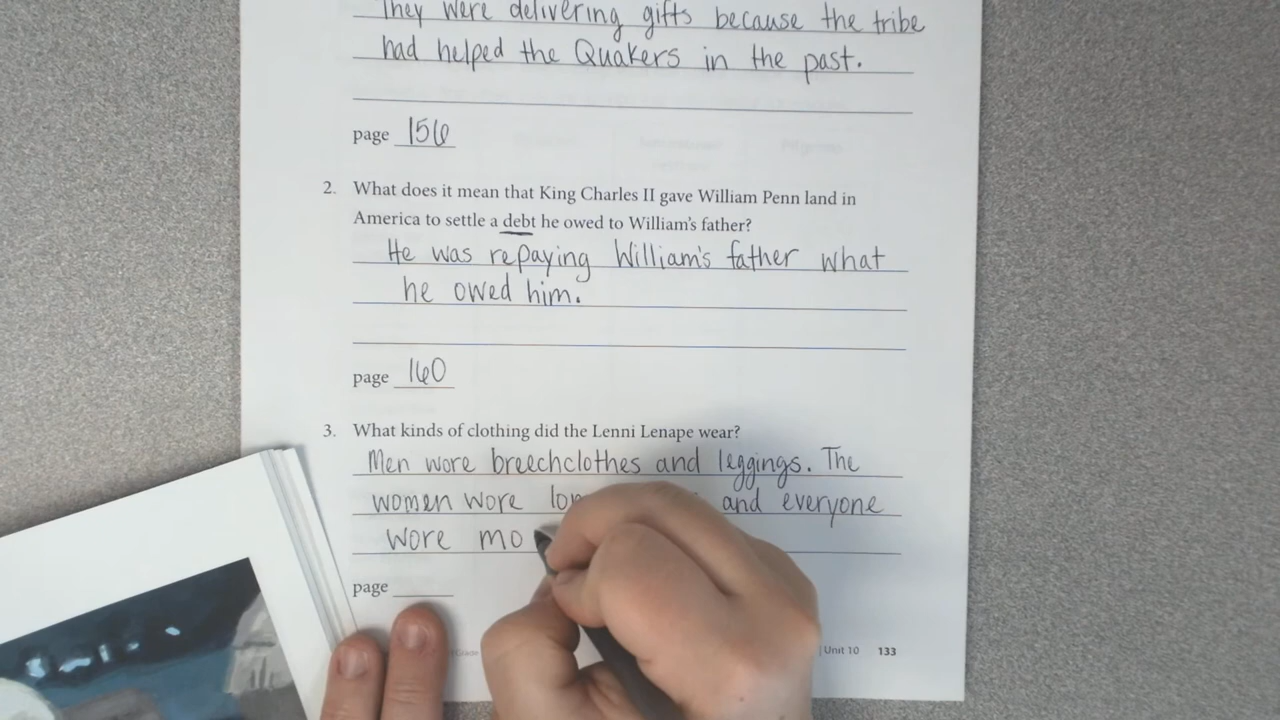 They were delivering gifts because the tribe
had helped the Quakers in the past.
page 156
2. What does it mean that King Charles II gave William Penn land in
America to settle a debt he owed to William's father?
He was repaying William's father what
he owed him.
page 160
3. What kinds of clothing did the Lenni Lenape wear?
Men wore breechclothes and leggings. The
women wore and everyone
wore mo
page
Unit 10 133